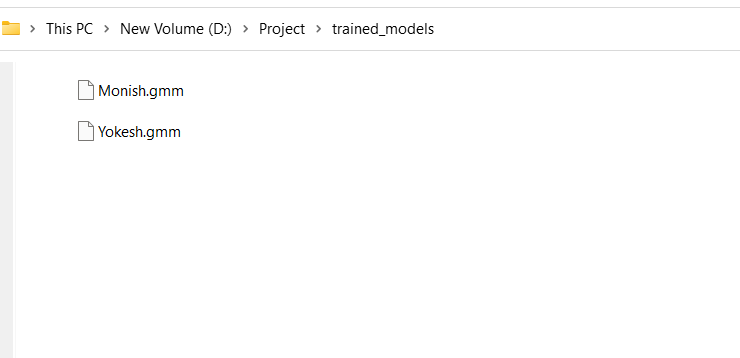 This PC > New Volume (D:) > Project > trained_models
Monish.gmm
Yokesh.gmm